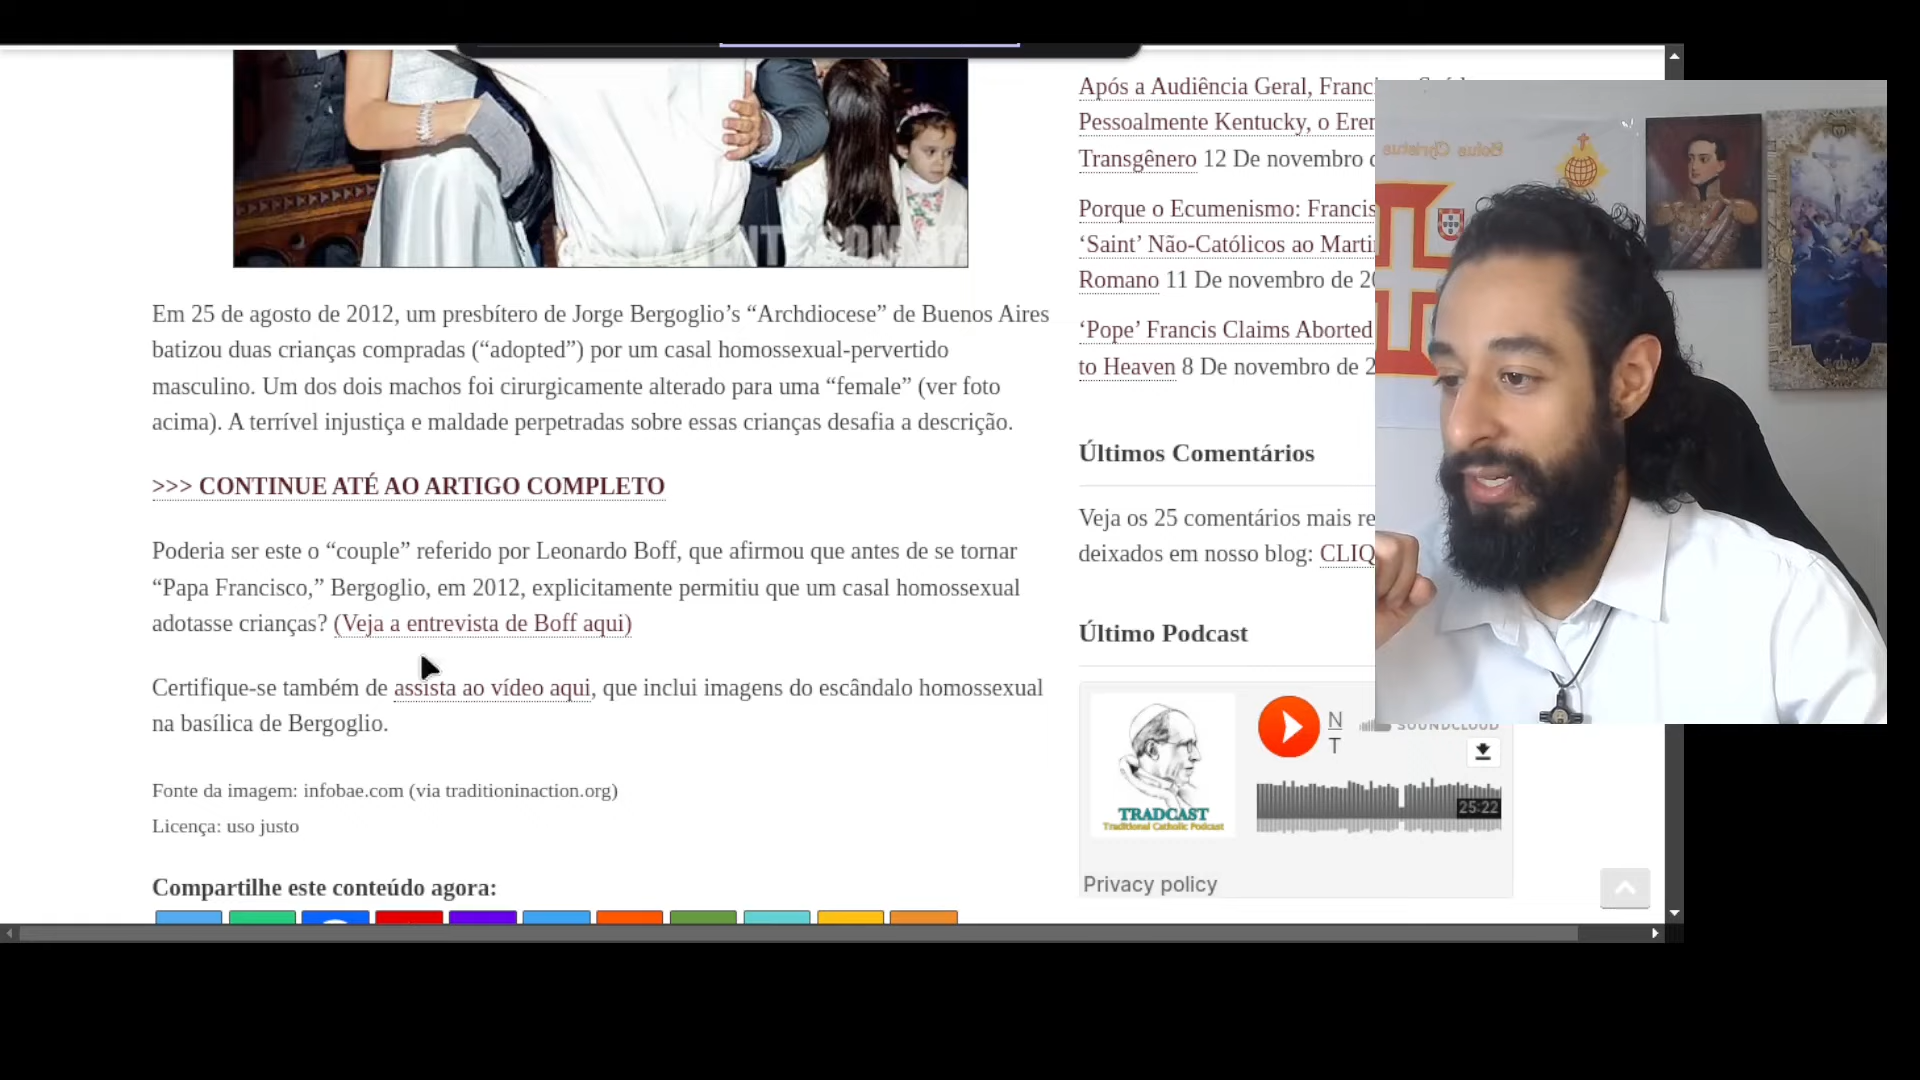 Em 25 de agosto de 2012, um presbítero de Jorge Bergoglio’s “Archdiocese” de Buenos Aires
batizou duas crianças compradas (“adopted”) por um casal homossexual-pervertido
masculino. Um dos dois machos foi cirurgicamente alterado para uma “female” (ver foto
acima). A terrível injustiça e maldade perpetradas sobre essas crianças desafia a descrição.
>>> CONTINUE ATÉ AO ARTIGO COMPLETO
Poderia ser este o “couple” referido por Leonardo Boff, que afirmou que antes de se tornar
“Papa Francisco,” Bergoglio, em 2012, explicitamente permitiu que um casal homossexual
adotasse crianças? (Veja a entrevista de Boff aqui)
Certifique-se também de assista ao vídeo aqui, que inclui imagens do escândalo homossexual
na basílica de Bergoglio.
Fonte da imagem: infobae.com (via traditioninaction.org)
Licença: uso justo
Compartilhe este conteúdo agora:
Após a Audiência Geral,
Pessoalmente Kentucky, o
Transgênero 12 De novembro
Porque o Ecumenismo:
‘Saint’ Não-Católicos ao
Romano 11 De novembro de
‘Pope’ Francis Claims Aborted
to Heaven 8 De novembro de
Últimos Comentários
Veja os 25 comentários mais
deixados em nosso blog:
Último Podcast
N
T
SOUNDCLOUD
25:22
TRADCAST
Traditional Catholic Podcast
Privacy policy